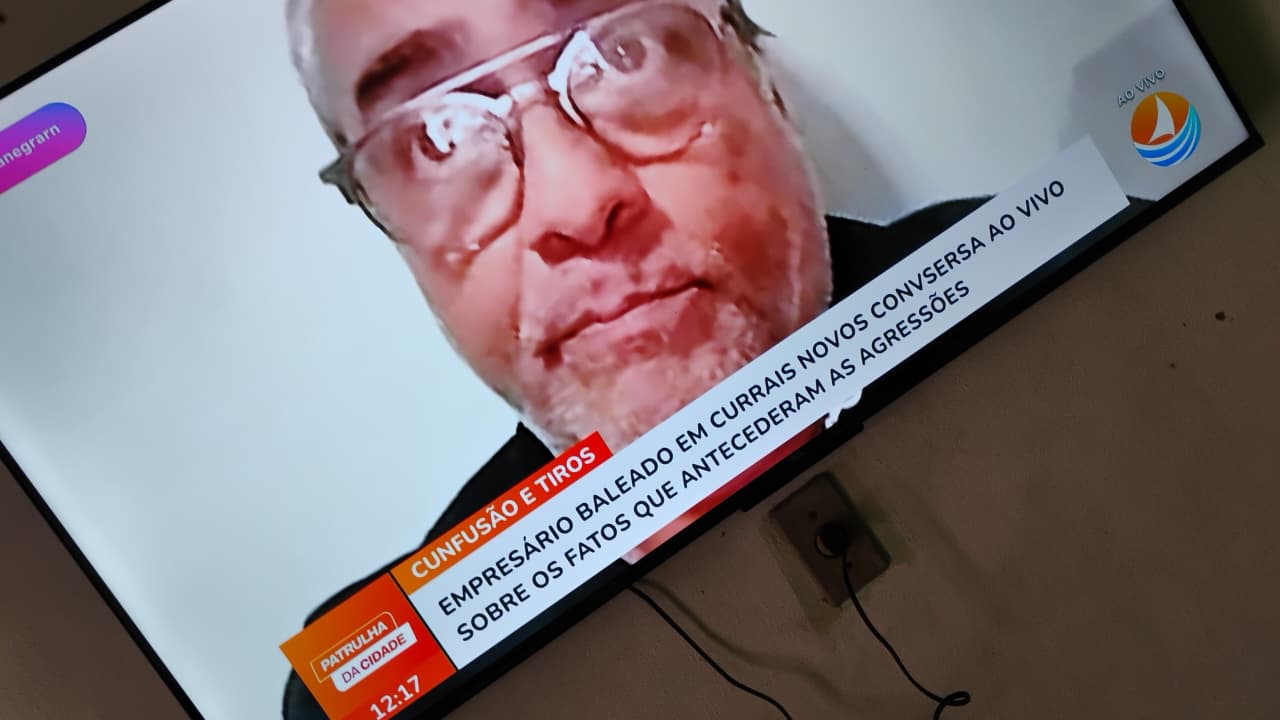 anegrarn
AO VIVO
CUNFUSÃO E TIROS
EMPRESÁRIO BALEADO EM CURRAIS NOVOS CONVSERSA AO VIVO
SOBRE OS FATOS QUE ANTECEDERAM AS AGRESSÕES
PATRULHA
DA CIDADE
12:17